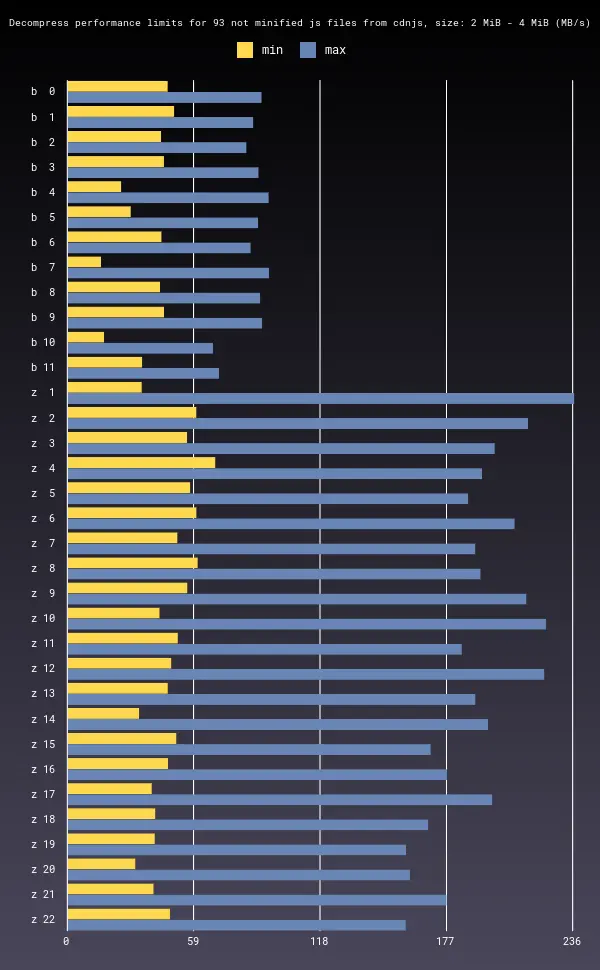 Decompress performance limits for 93 not minified js files from cdnjs, size: 2 MiB - 4 MiB (MB/s)
min max
b 0
b 1
b 2
b 3
b 4
b 5
b 6
b 7
b 8
b 9
b 10
b 11
z 1
z 2
z 3
z 4
z 5
z 6
z 7
z 8
z 9
z 10
z 11
z 12
z 13
z 14
z 15
z 16
z 17
z 18
z 19
z 20
z 21
z 22
0 59 118 177 236